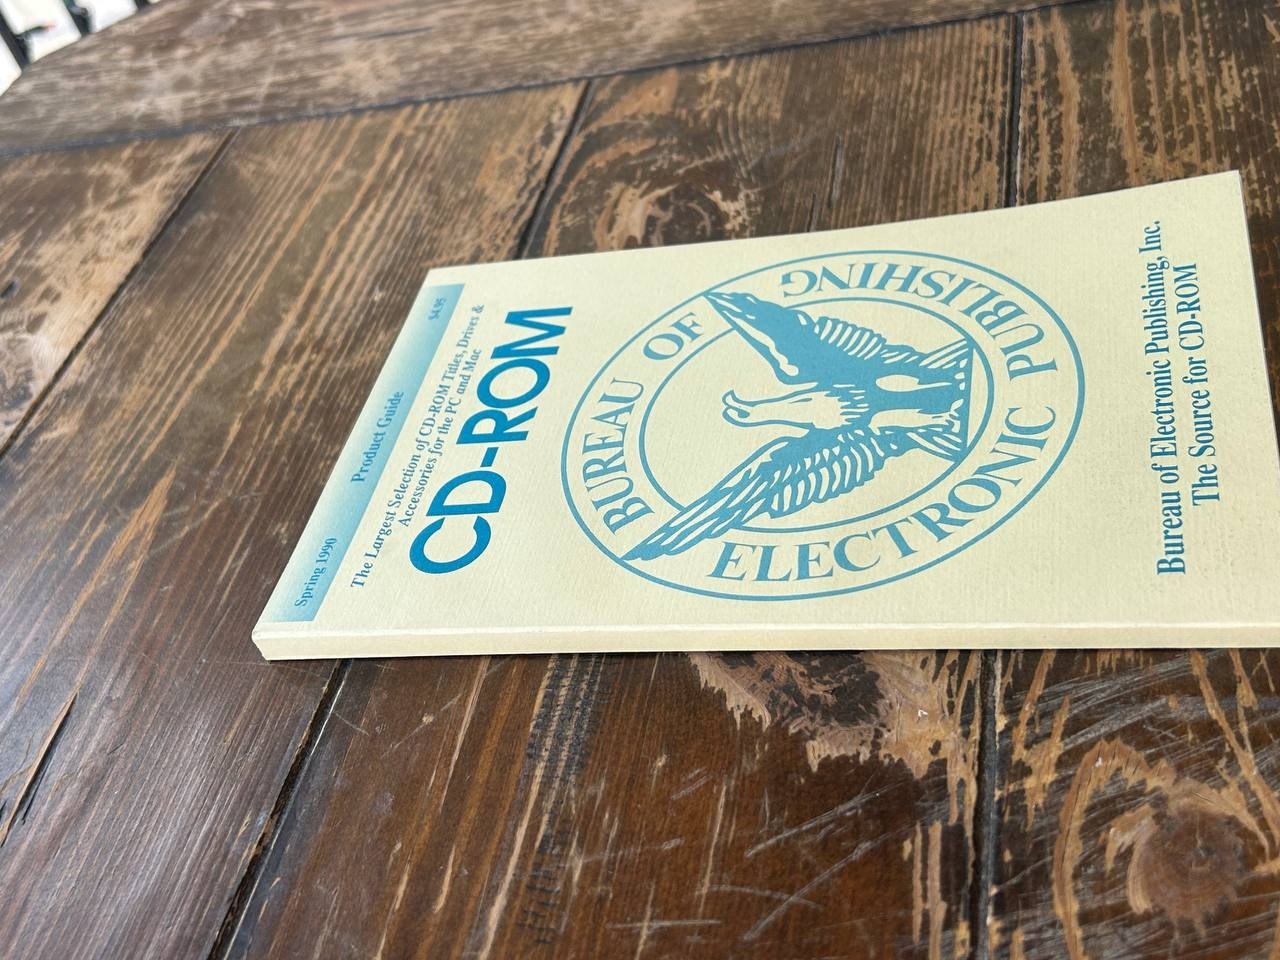 Spring 1990 Product Guide $4.95
The Largest Selection of CD-ROM Titles, Drives &
Accessories for the PC and Mac
CD-ROM
BUREAU OF ELECTRONIC PUBLISHING
Bureau of Electronic Publishing, Inc.
The Source for CD-ROM